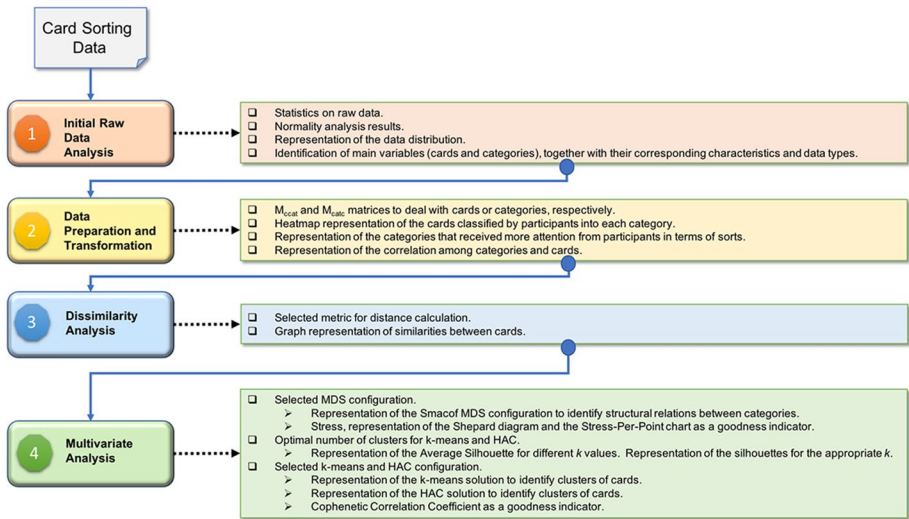 Card Sorting
Data
1
Initial Raw
Data
Analysis
❑ Statistics on raw data.
❑ Normality analysis results.
❑ Representation of the data distribution.
❑ Identification of main variables (cards and categories), together with their corresponding characteristics and data types.
2
Data
Preparation and
Transformation
❑ Mccat and Mcatc matrices to deal with cards or categories, respectively.
❑ Heatmap representation of the cards classified by participants into each category.
❑ Representation of the categories that received more attention from participants in terms of sorts.
❑ Representation of the correlation among categories and cards.
3
Dissimilarity
Analysis
❑ Selected metric for distance calculation.
❑ Graph representation of similarities between cards.
4
Multivariate
Analysis
❑ Selected MDS configuration.
➢ Representation of the Smacof MDS configuration to identify structural relations between categories.
➢ Stress, representation of the Shepard diagram and the Stress-Per-Point chart as a goodness indicator.
❑ Optimal number of clusters for k-means and HAC.
➢ Representation of the Average Silhouette for different k values. Representation of the silhouettes for the appropriate k.
❑ Selected k-means and HAC configuration.
➢ Representation of the k-means solution to identify clusters of cards.
➢ Representation of the HAC solution to identify clusters of cards.
➢ Cophenetic Correlation Coefficient as a goodness indicator.